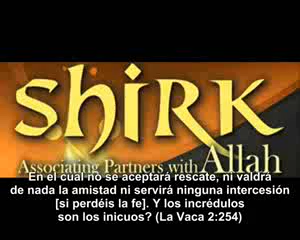 shiRK
Associating Partners with Allah
En el cual no se aceptará rescate, ni valdrá
de nada la amistad ni servirá ninguna intercesión
[si perdéis la fe]. Y los incrédulos
son los inicuos? (La Vaca 2:254)